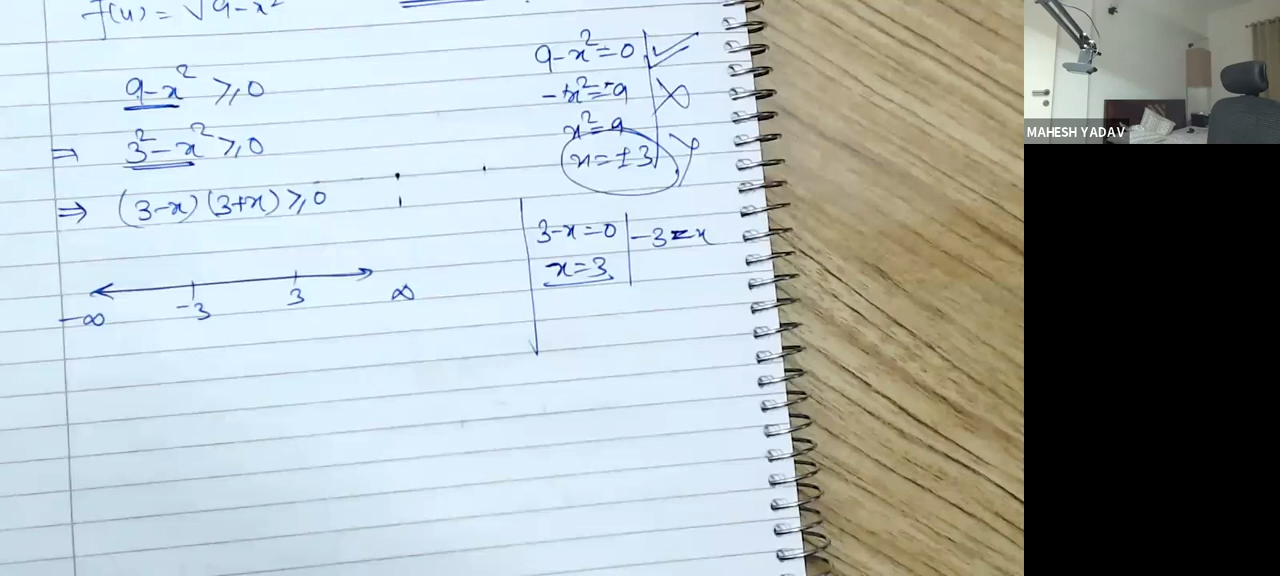 f(x) = √9-x²
9-x² ≥ 0
⇒ 3²-x² ≥ 0
⇒ (3-x)(3+x) ≥ 0
-∞ -3 3 ∞
9-x²=0
-x²=-9
x²=9
x=±3
3-x=0
x=3
-3=x
MAHESH YADAV